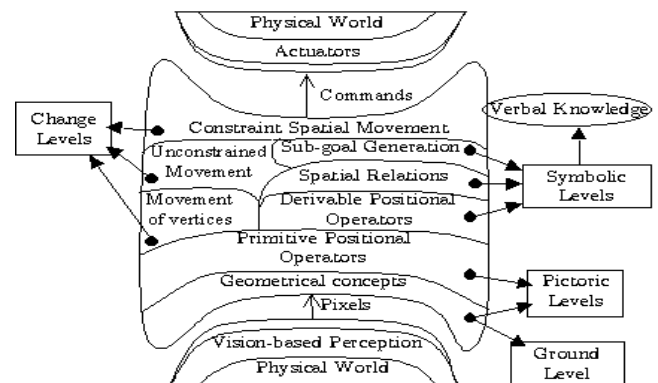 Physical World
Actuators
Commands
Change
Levels
Verbal Knowledge
Constraint Spatial Movement
Unconstrained
Movement
Sub-goal Generation
Spatial Relations
Symbolic
Levels
Movement
of vertices
Derivable Positional
Operators
Primitive Positional
Operators
Geometrical concepts
Pictoric
Levels
Pixels
Vision-based Perception
Ground
Level
Physical World